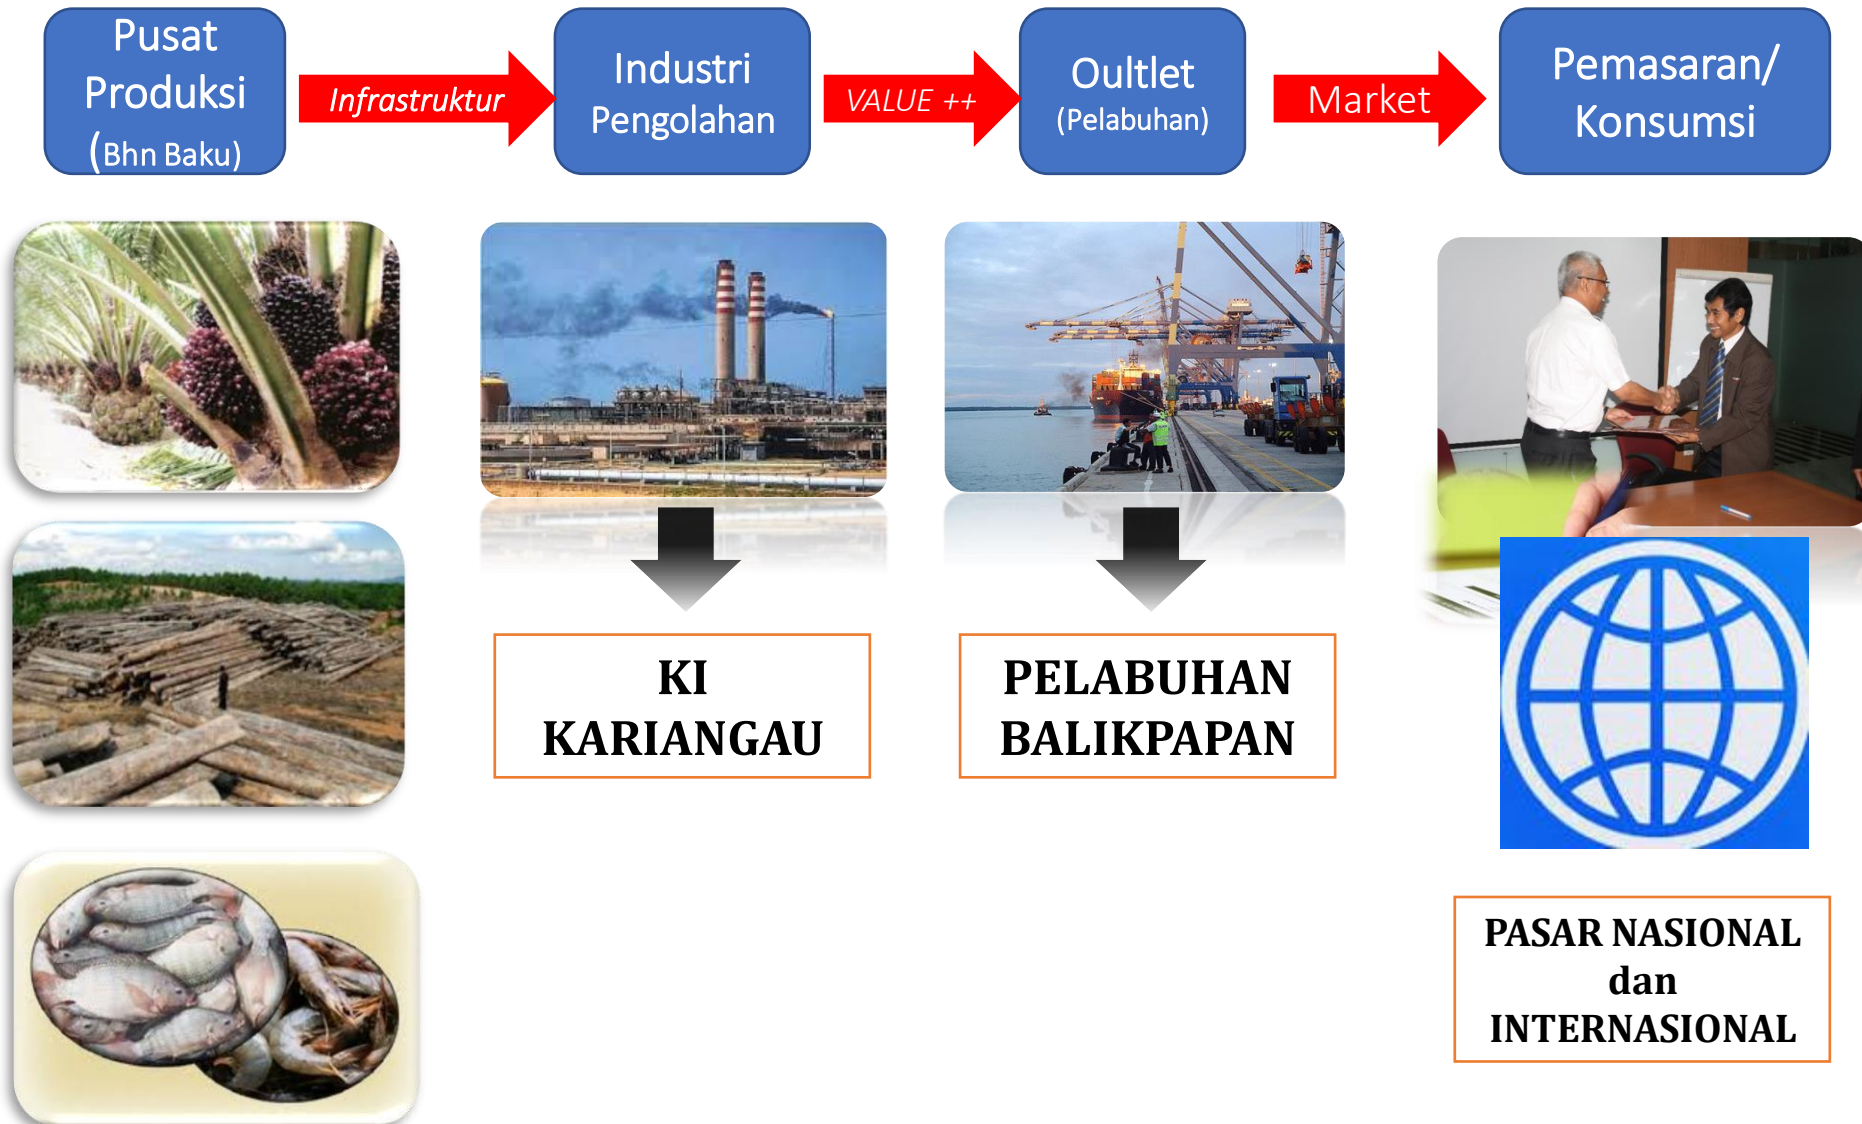 Pusat
Produksi
(Bhn Baku)
Infrastruktur
Industri
Pengolahan
VALUE ++
Oultlet
(Pelabuhan)
Market
Pemasaran/
Konsumsi
KI
KARIANGAU
PELABUHAN
BALIKPAPAN
PASAR NASIONAL
dan
INTERNASIONAL